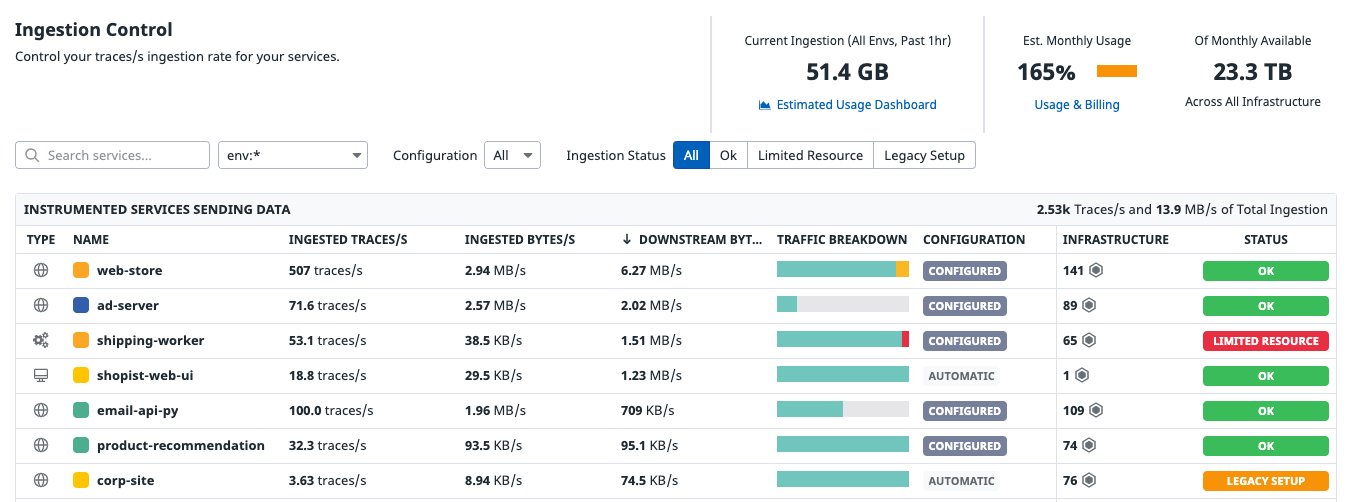 Ingestion Control
Control your traces/s ingestion rate for your services.
Current Ingestion (All Envs, Past 1hr)
51.4 GB
Estimated Usage Dashboard
Est. Monthly Usage
165%
Usage & Billing
Of Monthly Available
23.3 TB
Across All Infrastructure
Search services... env:* Configuration All Ingestion Status All Ok Limited Resource Legacy Setup
INSTRUMENTED SERVICES SENDING DATA 2.53k Traces/s and 13.9 MB/s of Total Ingestion
TYPE NAME INGESTED TRACES/S INGESTED BYTES/S ↓ DOWNSTREAM BYT... TRAFFIC BREAKDOWN CONFIGURATION INFRASTRUCTURE STATUS
web-store 507 traces/s 2.94 MB/s 6.27 MB/s CONFIGURED 141 OK
ad-server 71.6 traces/s 2.57 MB/s 2.02 MB/s CONFIGURED 89 OK
shipping-worker 53.1 traces/s 38.5 KB/s 1.51 MB/s CONFIGURED 65 LIMITED RESOURCE
shopist-web-ui 18.8 traces/s 29.5 KB/s 1.23 MB/s AUTOMATIC 1 OK
email-api-py 100.0 traces/s 1.96 MB/s 709 KB/s CONFIGURED 109 OK
product-recommendation 32.3 traces/s 93.5 KB/s 95.1 KB/s CONFIGURED 74 OK
corp-site 3.63 traces/s 8.94 KB/s 74.5 KB/s AUTOMATIC 76 LEGACY SETUP